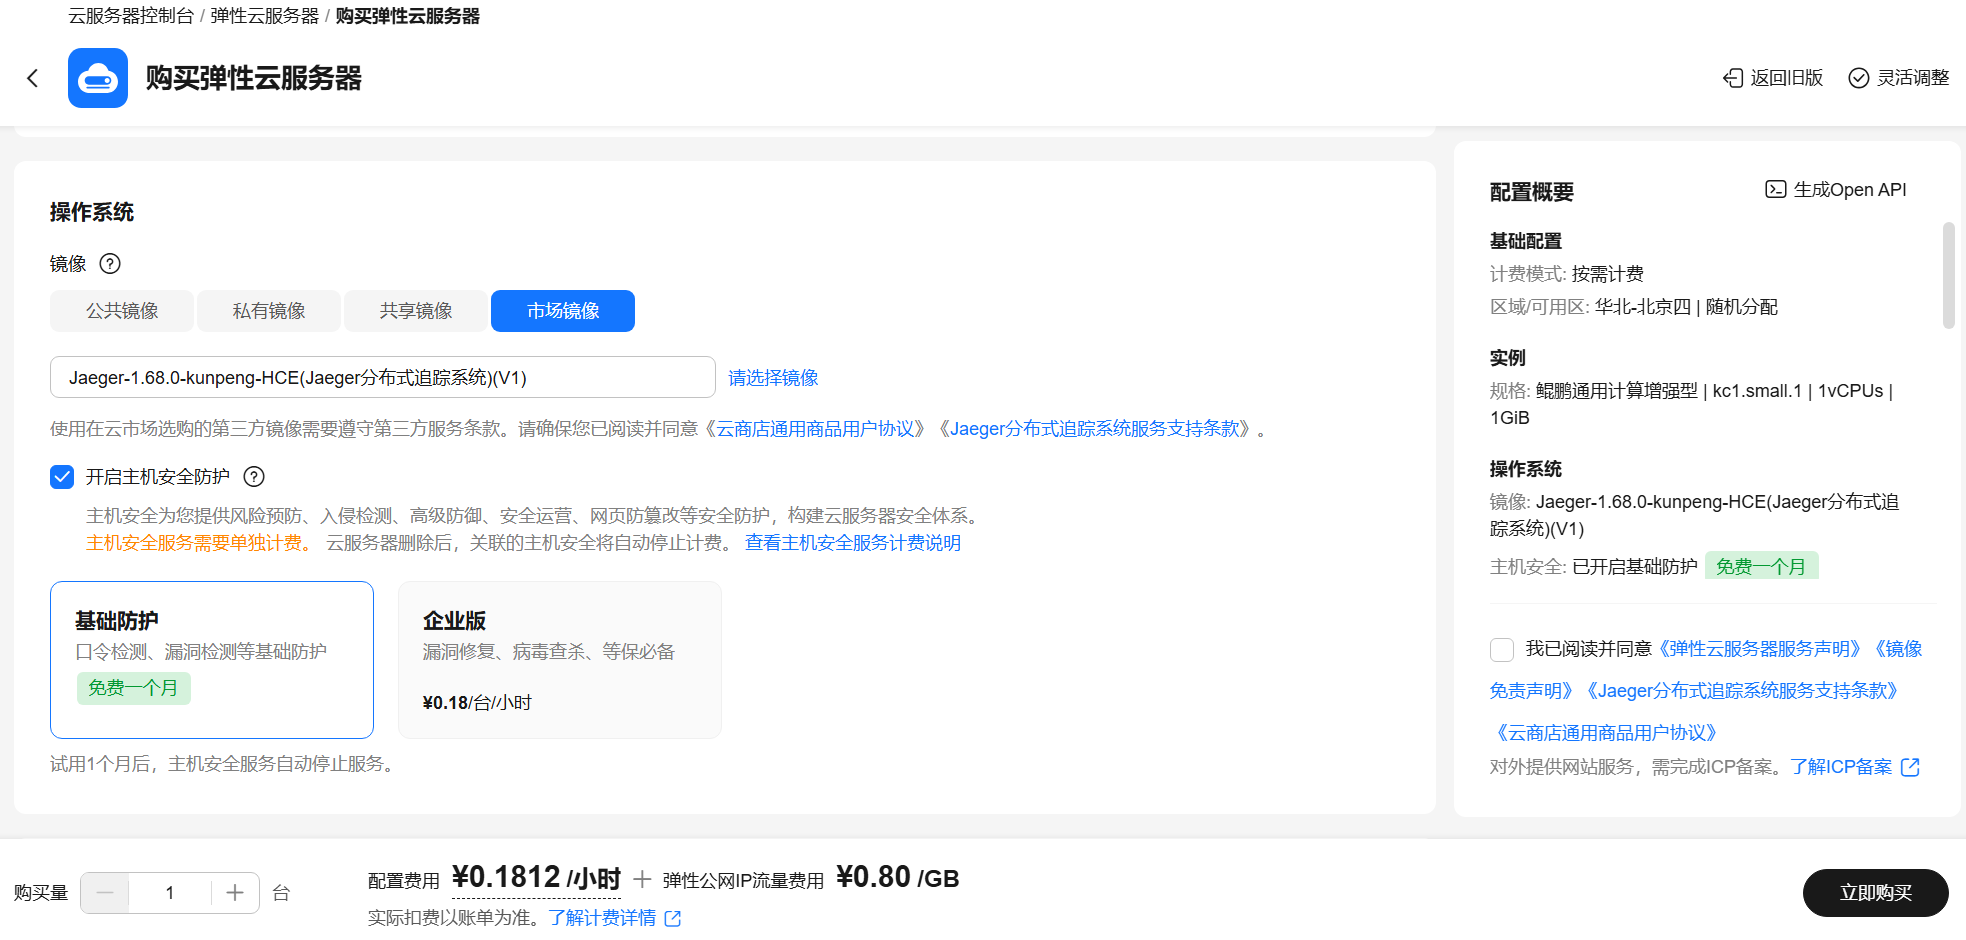 云服务器控制台 / 弹性云服务器 / 购买弹性云服务器
购买弹性云服务器
返回旧版
灵活调整
操作系统
镜像
公共镜像
私有镜像
共享镜像
市场镜像
Jaeger-1.68.0-kunpeng-HCE(Jaeger分布式追踪系统)(V1)
请选择镜像
使用在云市场选购的第三方镜像需要遵守第三方服务条款。请确保您已阅读并同意《云商店通用商品用户协议》《Jaeger分布式追踪系统服务支持条款》。
开启主机安全防护
主机安全为您提供风险预防、入侵检测、高级防御、安全运营、网页防篡改等安全防护，构建云服务器安全体系。
主机安全服务需要单独计费。 云服务器删除后，关联的主机安全将自动停止计费。 查看主机安全服务计费说明
基础防护
口令检测、漏洞检测等基础防护
免费一个月
企业版
漏洞修复、病毒查杀、等保必备
¥0.18/台/小时
试用1个月后，主机安全服务自动停止服务。
配置概要
生成Open API
基础配置
计费模式: 按需计费
区域/可用区: 华北-北京四 | 随机分配
实例
规格: 鲲鹏通用计算增强型 | kc1.small.1 | 1vCPUs |
1GiB
操作系统
镜像: Jaeger-1.68.0-kunpeng-HCE(Jaeger分布式追
踪系统)(V1)
主机安全: 已开启基础防护 免费一个月
我已阅读并同意《弹性云服务器服务声明》《镜像
免责声明》《Jaeger分布式追踪系统服务支持条款》
《云商店通用商品用户协议》
对外提供网站服务，需完成ICP备案。了解ICP备案
购买量
1
台
配置费用 ¥0.1812 /小时 + 弹性公网IP流量费用 ¥0.80 /GB
实际扣费以账单为准。了解计费详情
立即购买